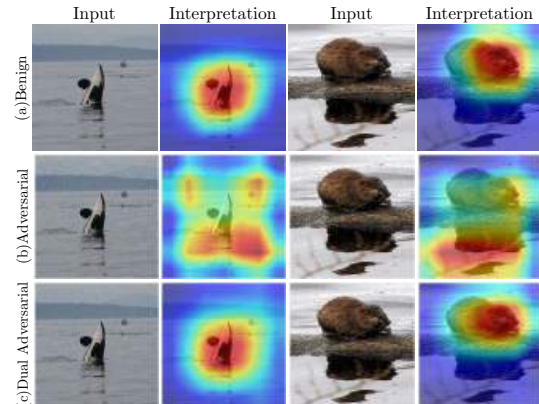 Input Interpretation Input Interpretation
(a)Benign
(b)Adversarial
(c)Dual Adversarial